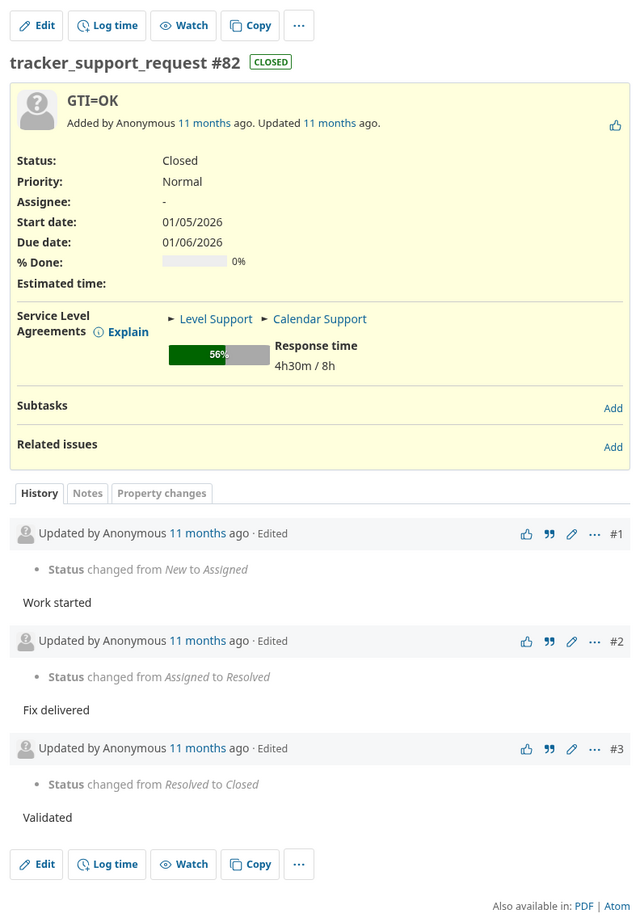 Edit Log time Watch Copy ...
tracker_support_request #82 CLOSED
GTI=OK
Added by Anonymous 11 months ago. Updated 11 months ago.
Status: Closed
Priority: Normal
Assignee: -
Start date: 01/05/2026
Due date: 01/06/2026
% Done: 0%
Estimated time:
Service Level Agreements Explain
► Level Support ► Calendar Support
56% Response time
4h30m / 8h
Subtasks Add
Related issues Add
History Notes Property changes
Updated by Anonymous 11 months ago · Edited ... #1
• Status changed from New to Assigned
Work started
Updated by Anonymous 11 months ago · Edited ... #2
• Status changed from Assigned to Resolved
Fix delivered
Updated by Anonymous 11 months ago · Edited ... #3
• Status changed from Resolved to Closed
Validated
Edit Log time Watch Copy ...
Also available in: PDF | Atom